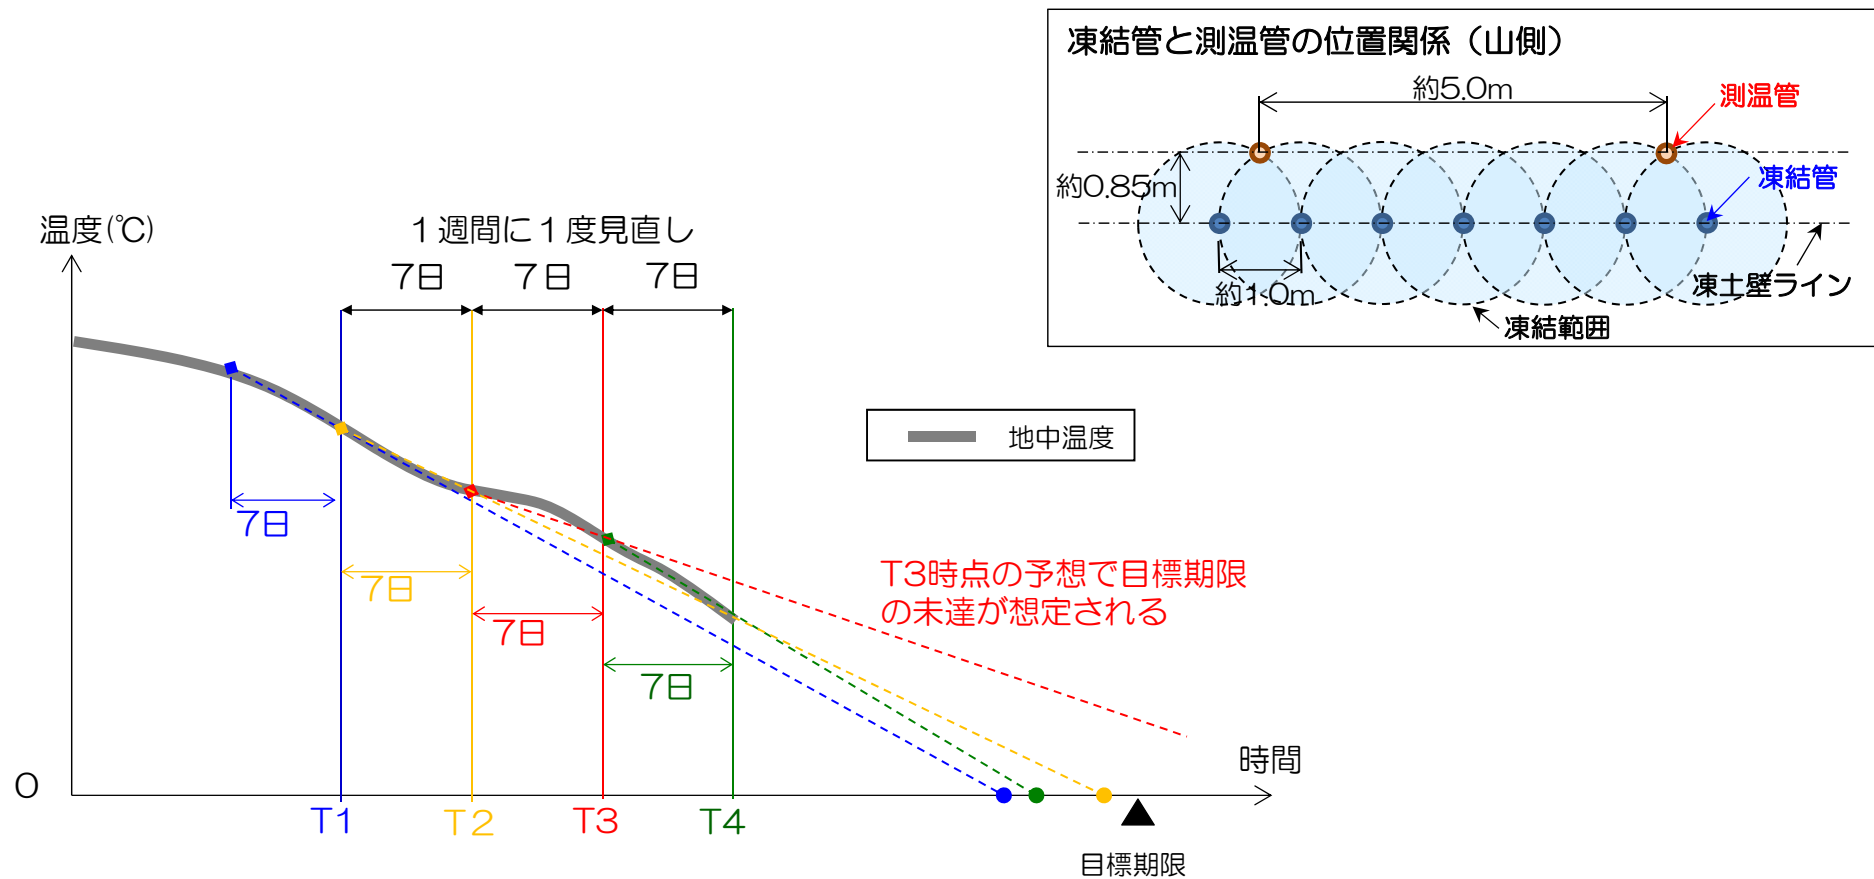 凍結管と測温管の位置関係（山側）
約5.0m
測温管
約0.85m
凍結管
約1.0m
凍土壁ライン
凍結範囲
温度(℃)
１週間に１度見直し
7日
7日
7日
地中温度
7日
7日
7日
7日
T3時点の予想で目標期限
の未達が想定される
時間
0
T1
T2
T3
T4
目標期限